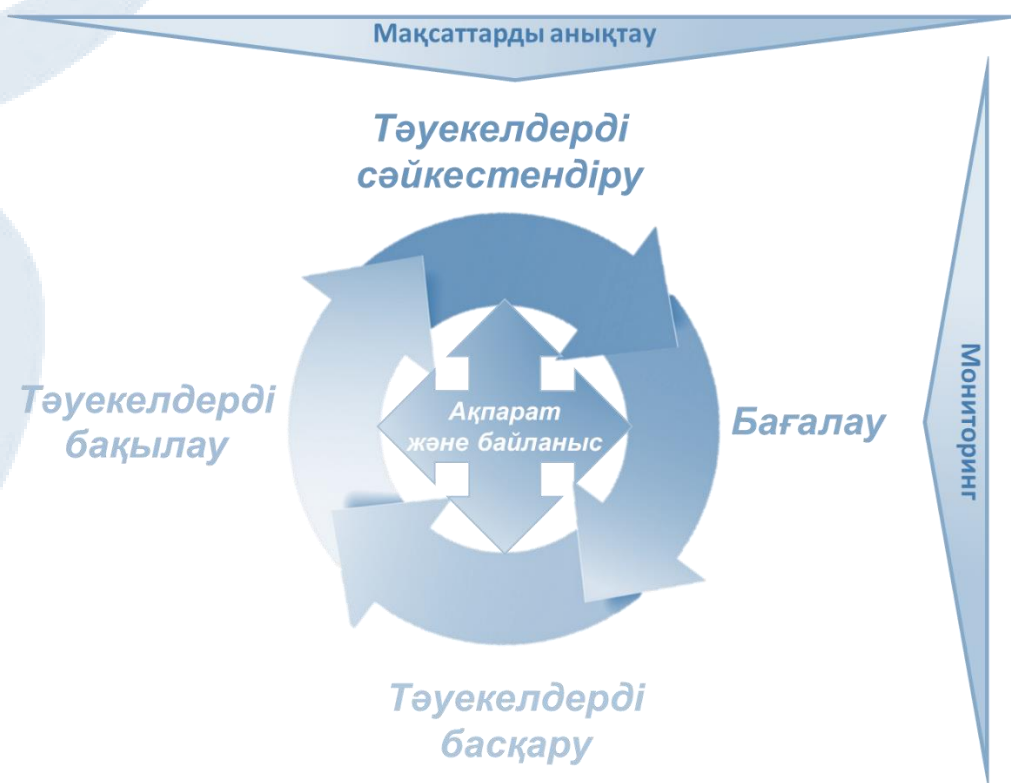 Мақсаттарды анықтау
Тәуекелдерді
сәйкестендіру
Тәуекелдерді
бақылау
Ақпарат
және байланыс
Бағалау
Мониторинг
Тәуекелдерді
басқару